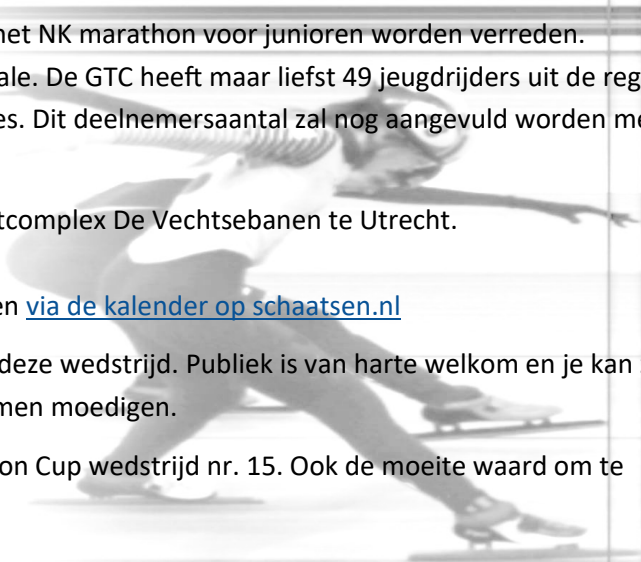 het NK marathon voor junioren worden verreden.
ale. De GTC heeft maar liefst 49 jeugdrijders uit de reg
es. Dit deelnemersaantal zal nog aangevuld worden me
tcomplex De Vechtsebanen te Utrecht.
en via de kalender op schaatsen.nl
deze wedstrijd. Publiek is van harte welkom en je kan
men moedigen.
on Cup wedstrijd nr. 15. Ook de moeite waard om te